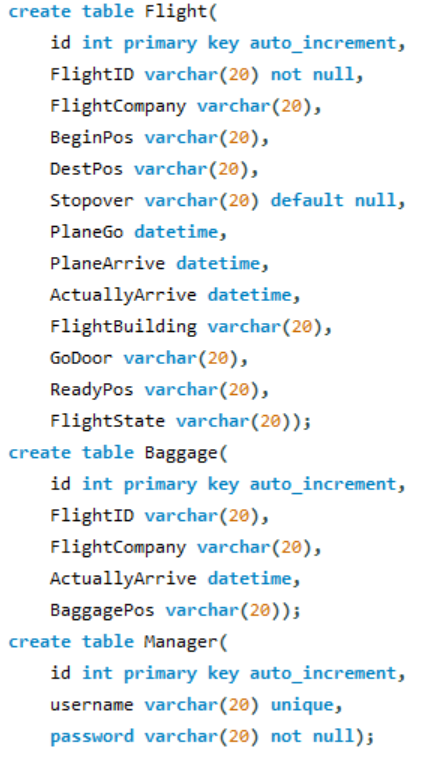 create table Flight(
    id int primary key auto_increment,
    FlightID varchar(20) not null,
    FlightCompany varchar(20),
    BeginPos varchar(20),
    DestPos varchar(20),
    Stopover varchar(20) default null,
    PlaneGo datetime,
    PlaneArrive datetime,
    ActuallyArrive datetime,
    FlightBuilding varchar(20),
    GoDoor varchar(20),
    ReadyPos varchar(20),
    FlightState varchar(20));
create table Baggage(
    id int primary key auto_increment,
    FlightID varchar(20),
    FlightCompany varchar(20),
    ActuallyArrive datetime,
    BaggagePos varchar(20));
create table Manager(
    id int primary key auto_increment,
    username varchar(20) unique,
    password varchar(20) not null);